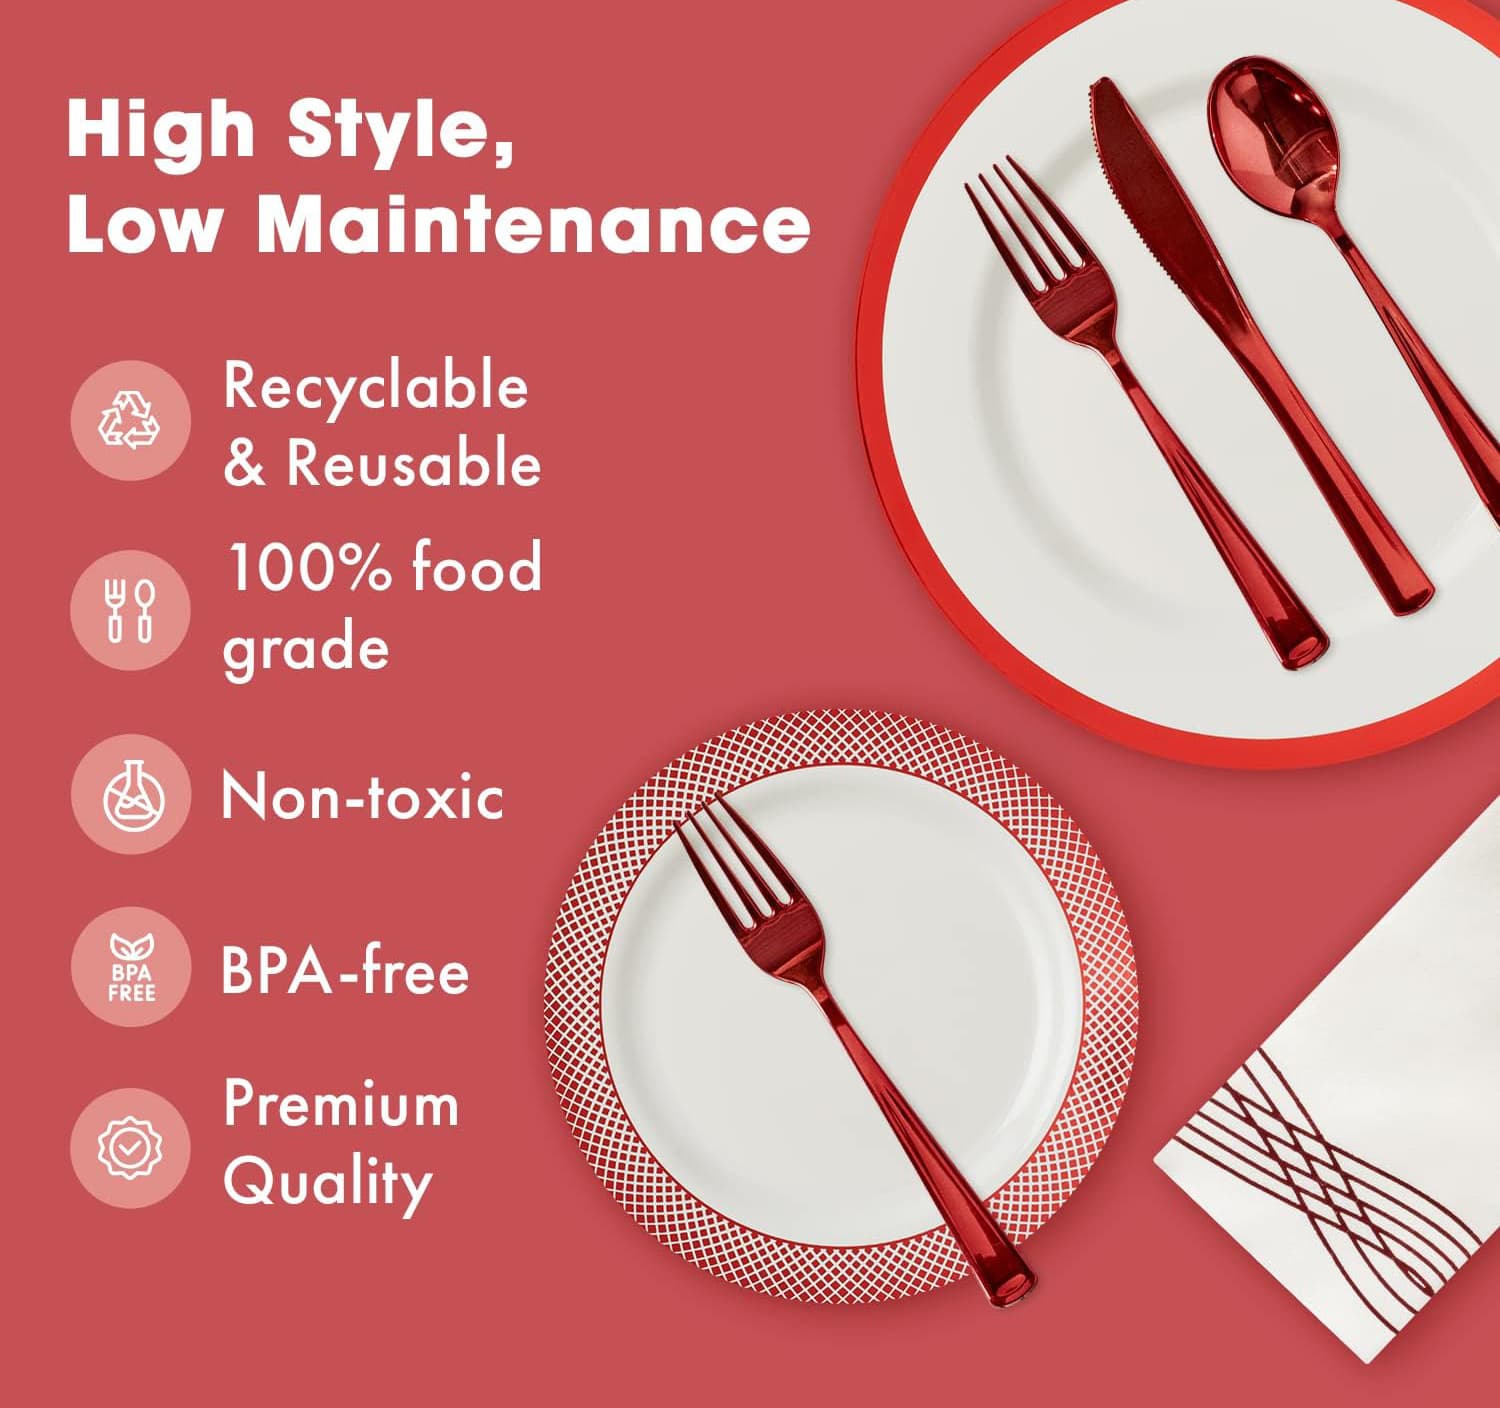 High Style,
Low Maintenance
Recyclable
& Reusable
100% food
grade
Non-toxic
BPA
FREE
BPA-free
Premium
Quality